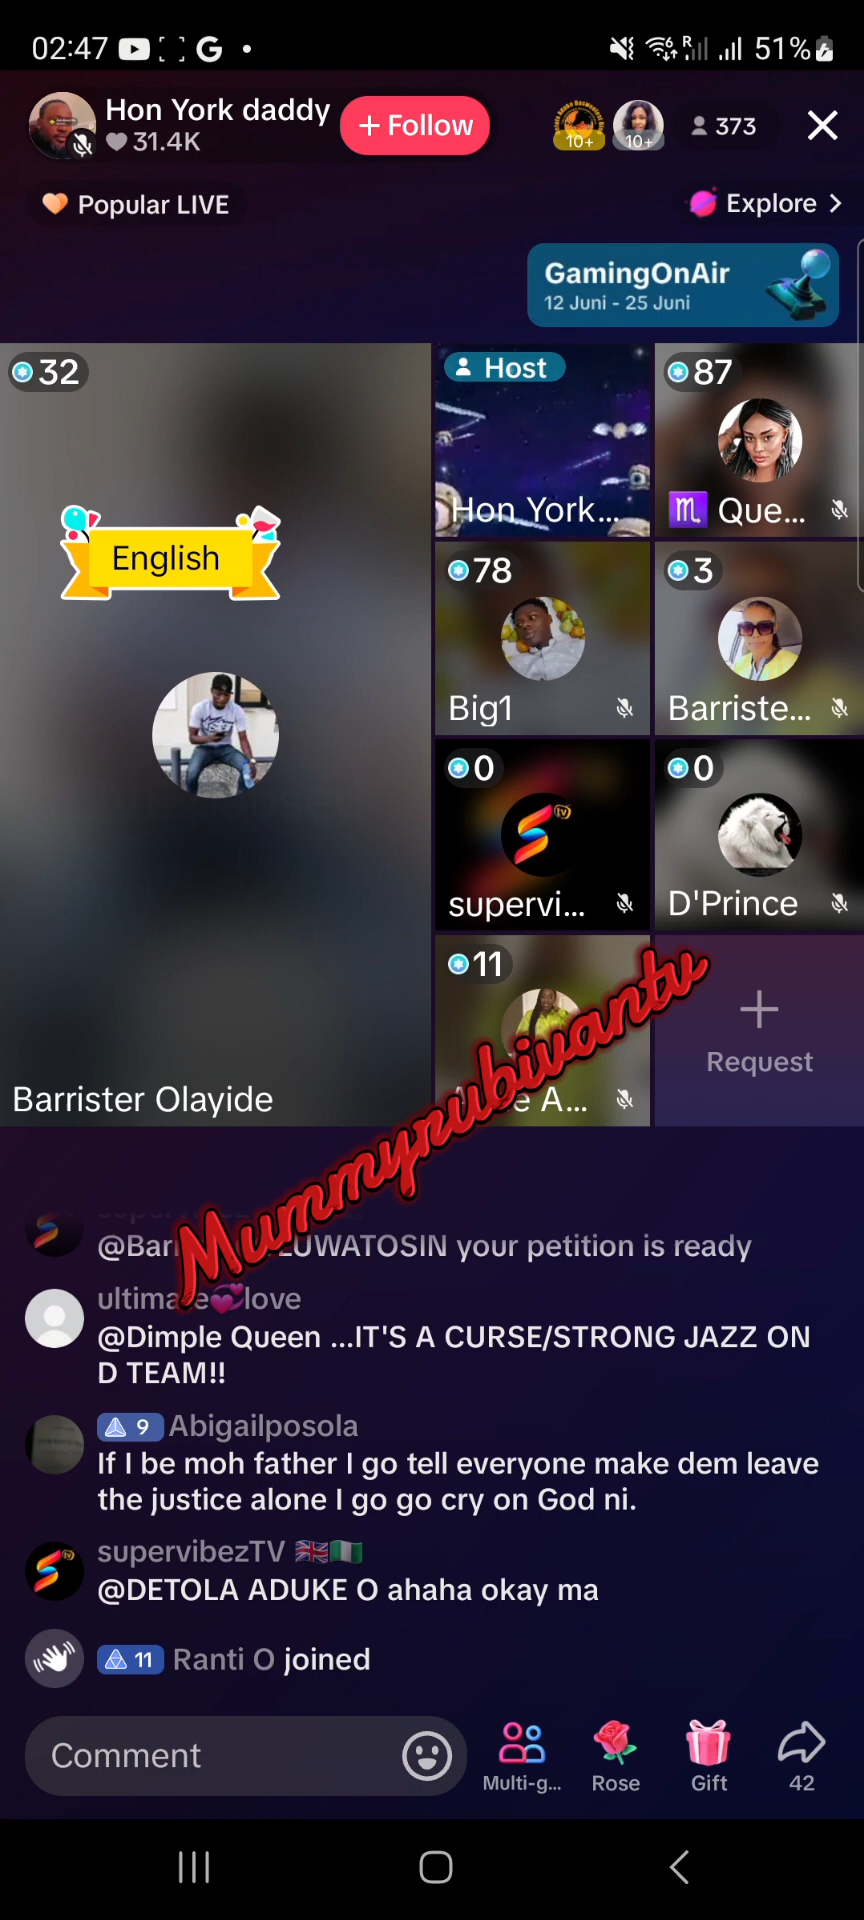 02:47
G
R
51%
Hon York daddy
31.4K
+ Follow
10+
10+
373
Popular LIVE
Explore
GamingOnAir
12 Juni - 25 Juni
32
English
Barrister Olayide
Host
Hon York...
87
Que...
78
Big1
3
Barriste...
0
tv
supervi...
0
D'Prince
11
e A...
Request
Mummyrubivantv
@Bar
LUWATOSIN your petition is ready
ultimate💞love
@Dimple Queen ...IT'S A CURSE/STRONG JAZZ ON
D TEAM!!
9 Abigailposola
If I be moh father I go tell everyone make dem leave
the justice alone I go go cry on God ni.
supervibezTV 🇬🇧🇳🇬
@DETOLA ADUKE O ahaha okay ma
11 Ranti O joined
Comment
Multi-g...
Rose
Gift
42